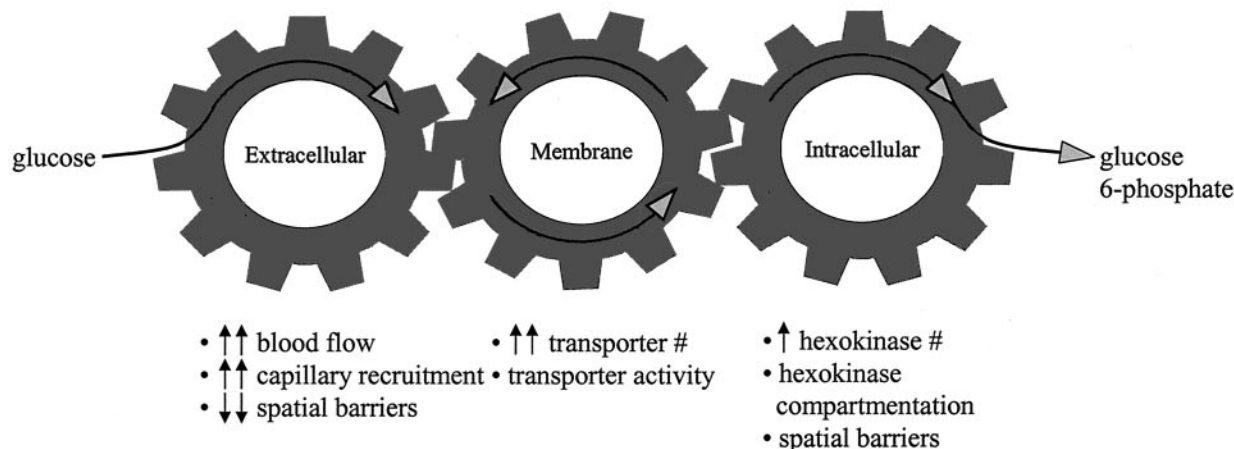 glucose
Extracellular
Membrane
Intracellular
glucose
6-phosphate
• ↑↑ blood flow
• ↑↑ capillary recruitment
• ↓↓ spatial barriers
• ↑↑ transporter #
• transporter activity
• ↑ hexokinase #
• hexokinase
compartmentation
• spatial barriers